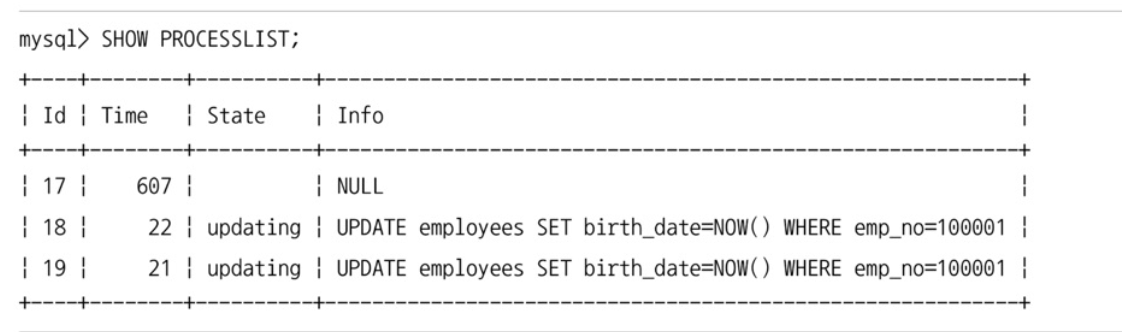 mysql> SHOW PROCESSLIST;
+----+--------+----------+-----------------------------------------------------------+
| Id | Time   | State    | Info                                                      |
+----+--------+----------+-----------------------------------------------------------+
| 17 |    607 |          | NULL                                                      |
| 18 |     22 | updating | UPDATE employees SET birth_date=NOW() WHERE emp_no=100001 |
| 19 |     21 | updating | UPDATE employees SET birth_date=NOW() WHERE emp_no=100001 |
+----+--------+----------+-----------------------------------------------------------+